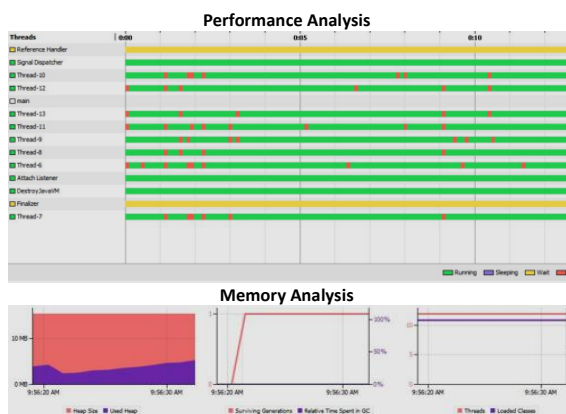 Performance Analysis
Threads 0:00 0:05 0:10
Reference Handler
Signal Dispatcher
Thread-10
Thread-12
main
Thread-13
Thread-11
Thread-9
Thread-8
Thread-6
Attach Listener
DestroyJavaVM
Finalizer
Thread-7
Running Sleeping Wait
Memory Analysis
10 MB
0 MB
9:56:20 AM 9:56:30 AM
Heap Size Used Heap
1
0
100%
50%
0%
9:56:20 AM 9:56:30 AM
Surviving Generations Relative Time Spent in GC
10
5
0
9:56:20 AM 9:56:30 AM
Threads Loaded Classes